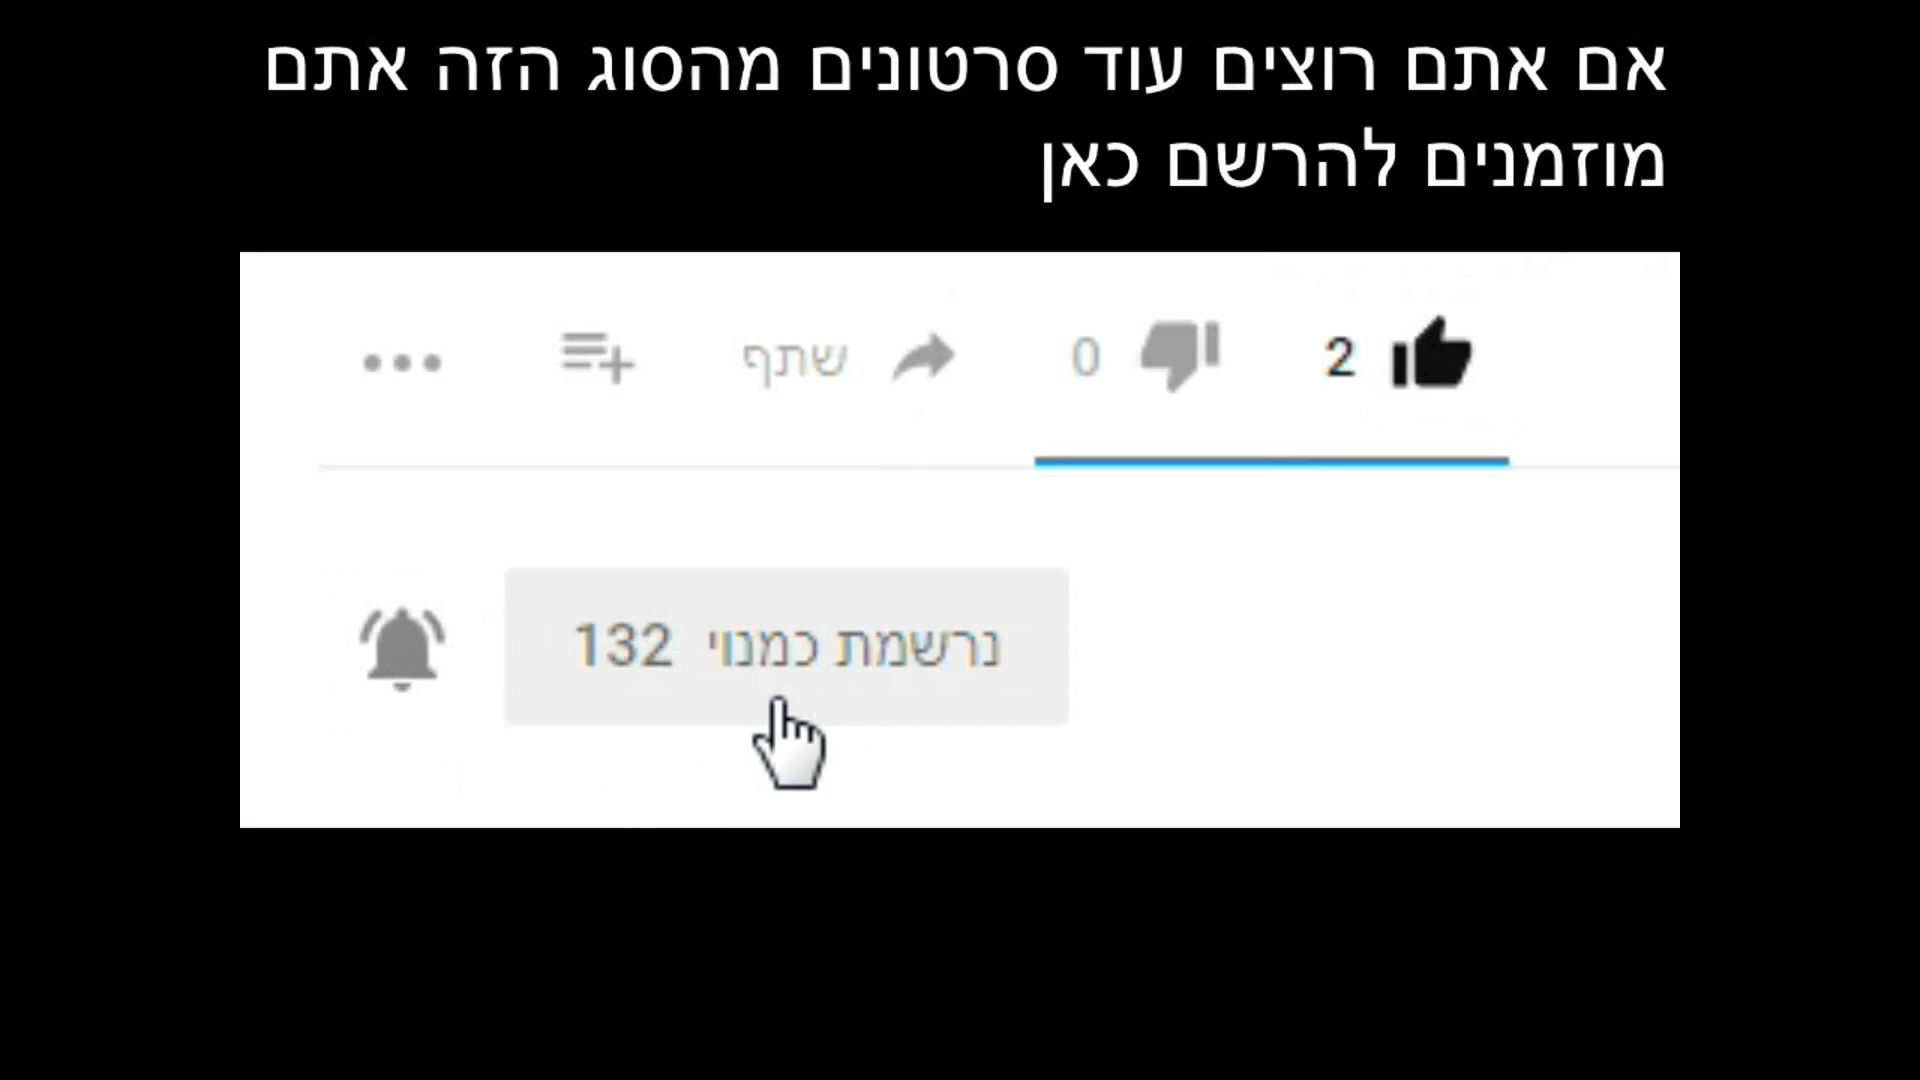 אם אתם רוצים עוד סרטונים מהסוג הזה אתם
מוזמנים להרשם כאן
2 0 שתף
נרשמת כמנוי 132